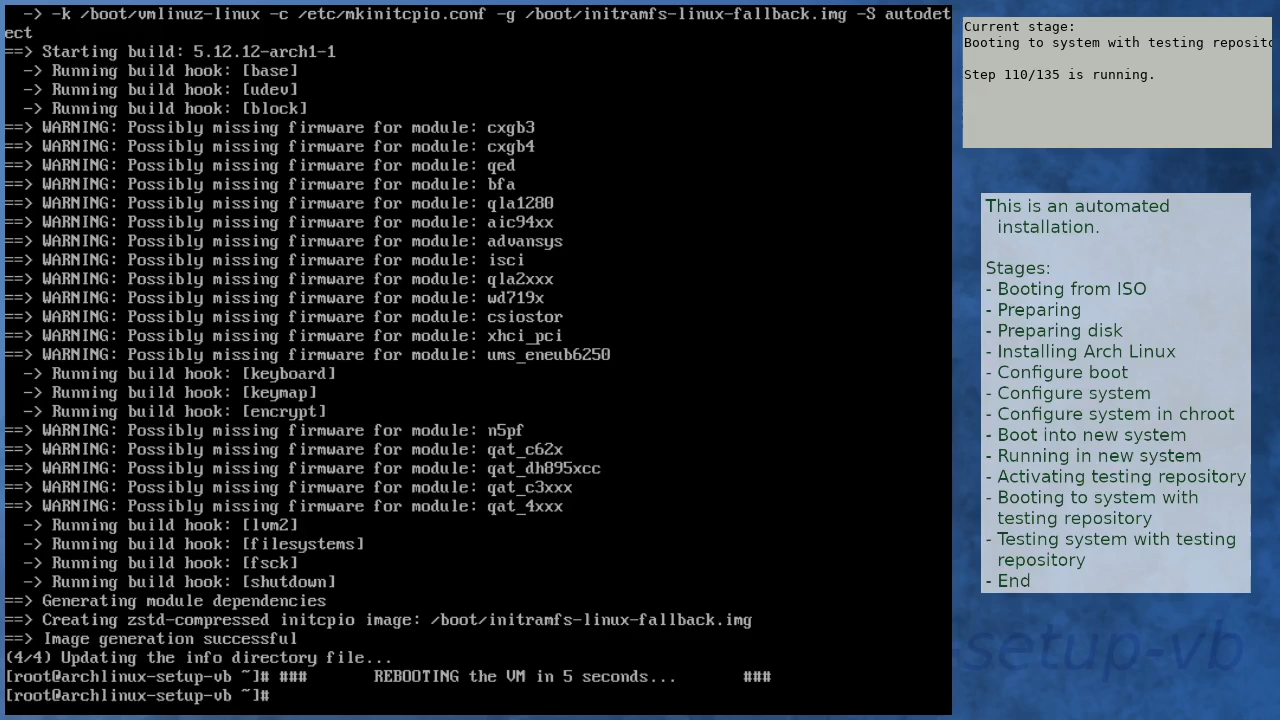 -> -k /boot/vmlinuz-linux -c /etc/mkinitcpio.conf -g /boot/initramfs-linux-fallback.img -S autodet
ect
==> Starting build: 5.12.12-arch1-1
  -> Running build hook: [base]
  -> Running build hook: [udev]
  -> Running build hook: [block]
==> WARNING: Possibly missing firmware for module: cxgb3
==> WARNING: Possibly missing firmware for module: cxgb4
==> WARNING: Possibly missing firmware for module: qed
==> WARNING: Possibly missing firmware for module: bfa
==> WARNING: Possibly missing firmware for module: qla1280
==> WARNING: Possibly missing firmware for module: aic94xx
==> WARNING: Possibly missing firmware for module: advansys
==> WARNING: Possibly missing firmware for module: isci
==> WARNING: Possibly missing firmware for module: qla2xxx
==> WARNING: Possibly missing firmware for module: wd719x
==> WARNING: Possibly missing firmware for module: csiostor
==> WARNING: Possibly missing firmware for module: xhci_pci
==> WARNING: Possibly missing firmware for module: ums_eneub6250
  -> Running build hook: [keyboard]
  -> Running build hook: [keymap]
  -> Running build hook: [encrypt]
==> WARNING: Possibly missing firmware for module: n5pf
==> WARNING: Possibly missing firmware for module: qat_c62x
==> WARNING: Possibly missing firmware for module: qat_dh895xcc
==> WARNING: Possibly missing firmware for module: qat_c3xxx
==> WARNING: Possibly missing firmware for module: qat_4xxx
  -> Running build hook: [lvm2]
  -> Running build hook: [filesystems]
  -> Running build hook: [fsck]
  -> Running build hook: [shutdown]
==> Generating module dependencies
==> Creating zstd-compressed initcpio image: /boot/initramfs-linux-fallback.img
==> Image generation successful
(4/4) Updating the info directory file...
[root@archlinux-setup-vb ~]# ###       REBOOTING the VM in 5 seconds...       ###
[root@archlinux-setup-vb ~]#
Current stage:
Booting to system with testing reposito
Step 110/135 is running.
This is an automated
installation.
Stages:
- Booting from ISO
- Preparing
- Preparing disk
- Installing Arch Linux
- Configure boot
- Configure system
- Configure system in chroot
- Boot into new system
- Running in new system
- Activating testing repository
- Booting to system with
testing repository
- Testing system with testing
repository
- End
setup-vb